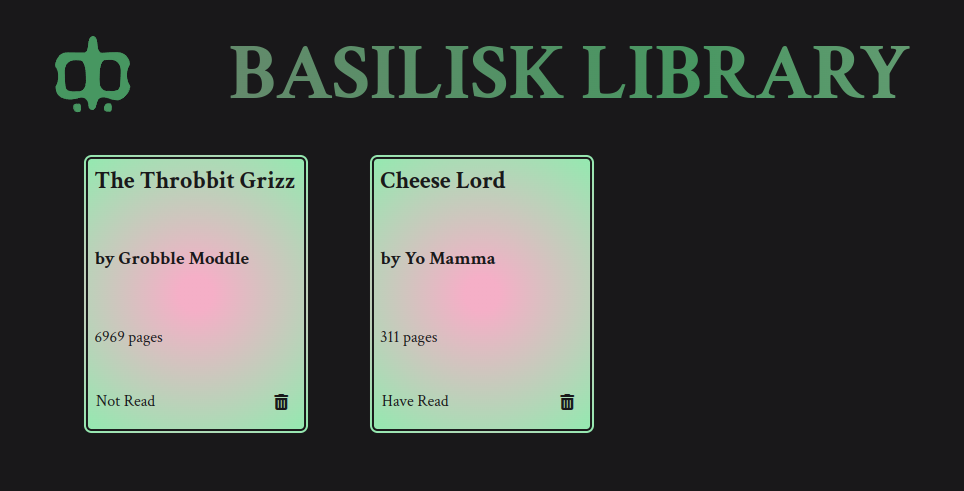 BASILISK LIBRARY
The Throbbit Grizz
by Grobble Moddle
6969 pages
Not Read
Cheese Lord
by Yo Mamma
311 pages
Have Read